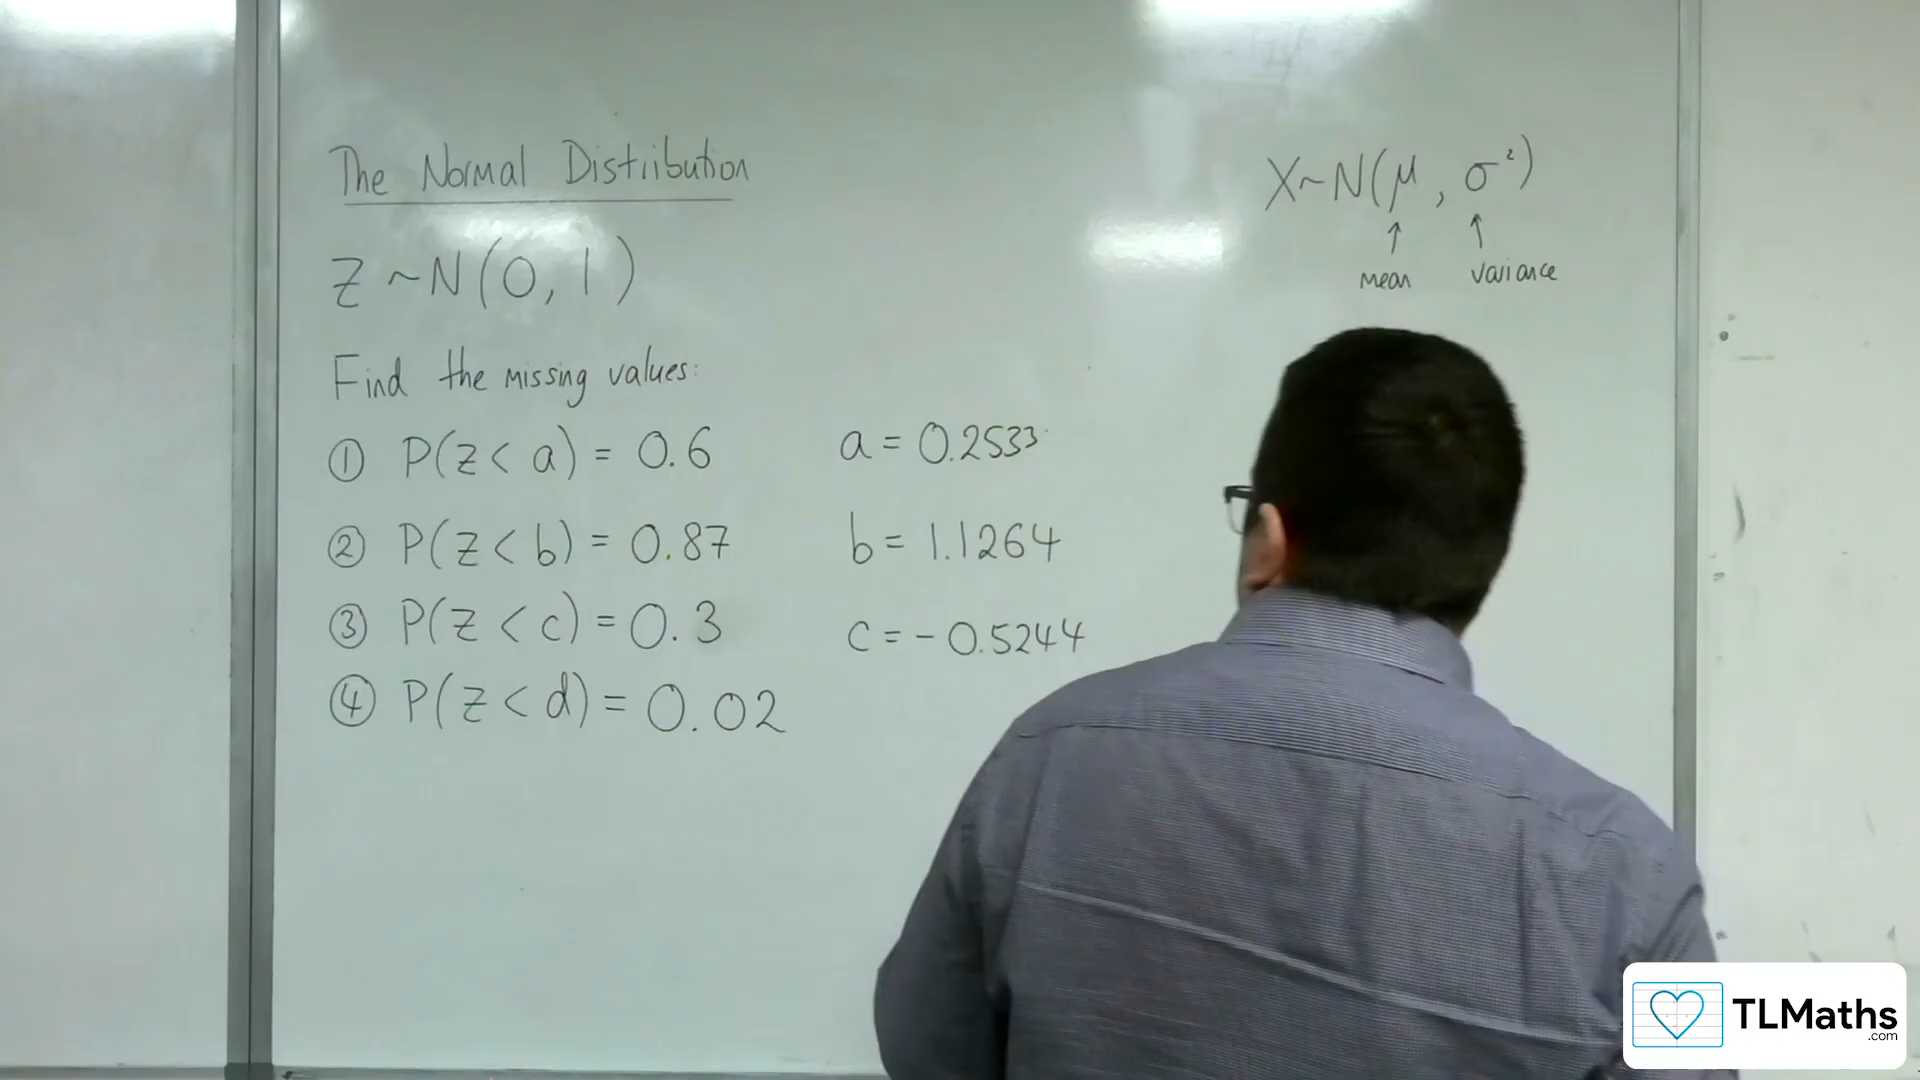 The Normal Distribution
X~N(μ, σ²)
↑ ↑
mean variance
Z ~N(0, 1)
Find the missing values:
① P(Z < a) = 0.6 a = 0.2533
② P(Z < b) = 0.87 b = 1.1264
③ P(Z < c) = 0.3 c = - 0.5244
④ P(Z < d) = 0.02
TLMaths
.com